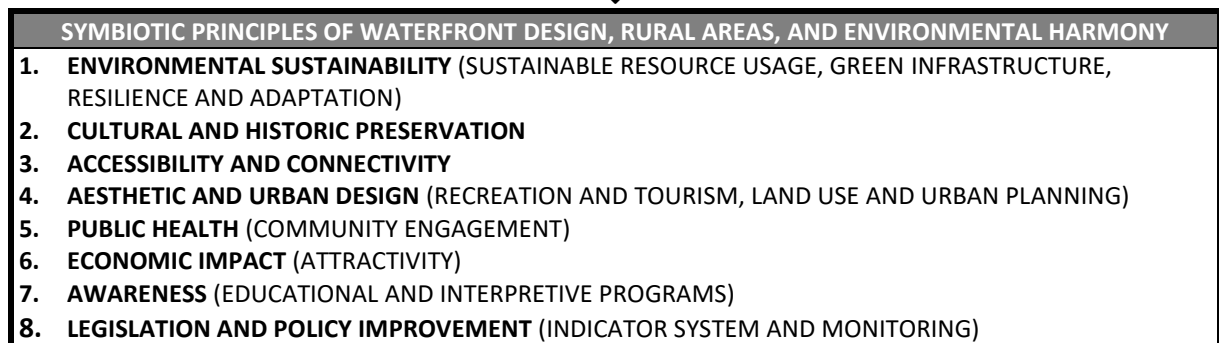 SYMBIOTIC PRINCIPLES OF WATERFRONT DESIGN, RURAL AREAS, AND ENVIRONMENTAL HARMONY
1. ENVIRONMENTAL SUSTAINABILITY (SUSTAINABLE RESOURCE USAGE, GREEN INFRASTRUCTURE,
RESILIENCE AND ADAPTATION)
2. CULTURAL AND HISTORIC PRESERVATION
3. ACCESSIBILITY AND CONNECTIVITY
4. AESTHETIC AND URBAN DESIGN (RECREATION AND TOURISM, LAND USE AND URBAN PLANNING)
5. PUBLIC HEALTH (COMMUNITY ENGAGEMENT)
6. ECONOMIC IMPACT (ATTRACTIVITY)
7. AWARENESS (EDUCATIONAL AND INTERPRETIVE PROGRAMS)
8. LEGISLATION AND POLICY IMPROVEMENT (INDICATOR SYSTEM AND MONITORING)